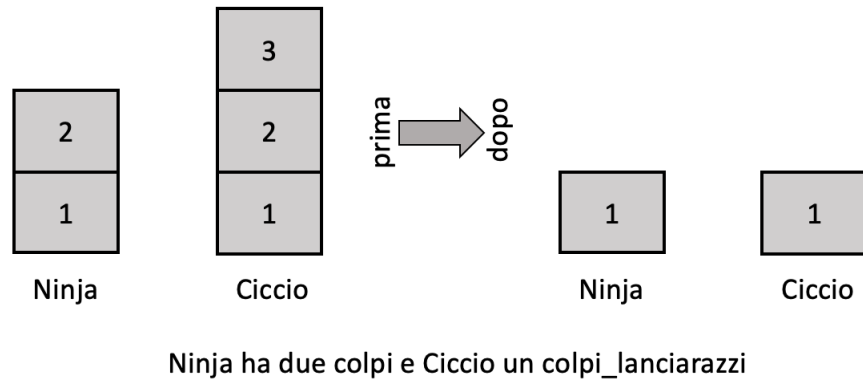 3
2
2
1
1
prima
dopo
1
1
Ninja
Ciccio
Ninja
Ciccio
Ninja ha due colpi e Ciccio un colpi_lanciarazzi